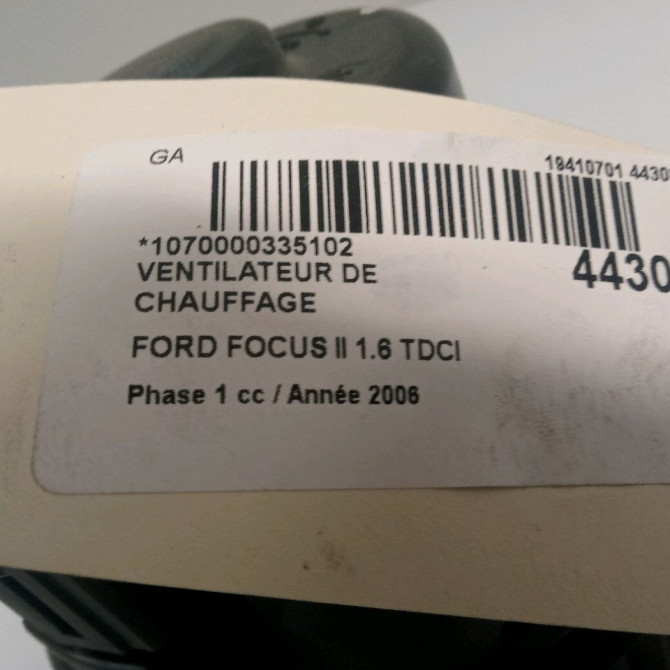 GA
19410701 4430
*1070000335102
VENTILATEUR DE
4430
CHAUFFAGE
FORD FOCUS II 1.6 TDCI
Phase 1 cc / Année 2006